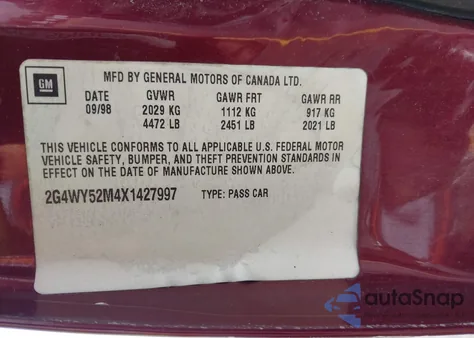 GM
MFD BY GENERAL MOTORS OF CANADA LTD.
DATE GVWR GAWR FRT GAWR RR
09/98 2029 KG 1112 KG 917 KG
4472 LB 2451 LB 2021 LB
THIS VEHICLE CONFORMS TO ALL APPLICABLE U.S. FEDERAL MOTOR
VEHICLE SAFETY, BUMPER, AND THEFT PREVENTION STANDARDS IN
EFFECT ON THE DATE OF MANUFACTURE SHOWN ABOVE.
2G4WY52M4X1427997 TYPE: PASS CAR
autoSnap